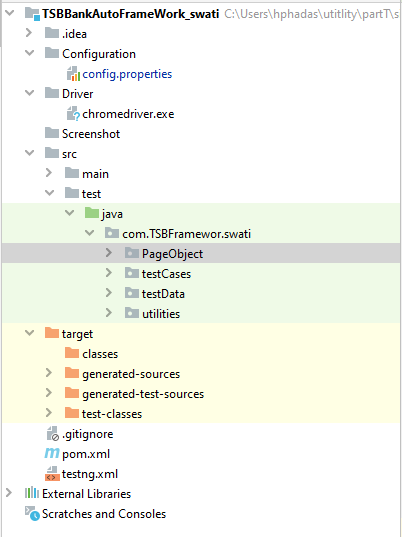 TSBBankAutoFrameWork_swati C:\Users\hphadas\utitlity\partT\s
.idea
Configuration
config.properties
Driver
chromedriver.exe
Screenshot
src
main
test
java
com.TSBFramewor.swati
PageObject
testCases
testData
utilities
target
classes
generated-sources
generated-test-sources
test-classes
.gitignore
pom.xml
testng.xml
External Libraries
Scratches and Consoles